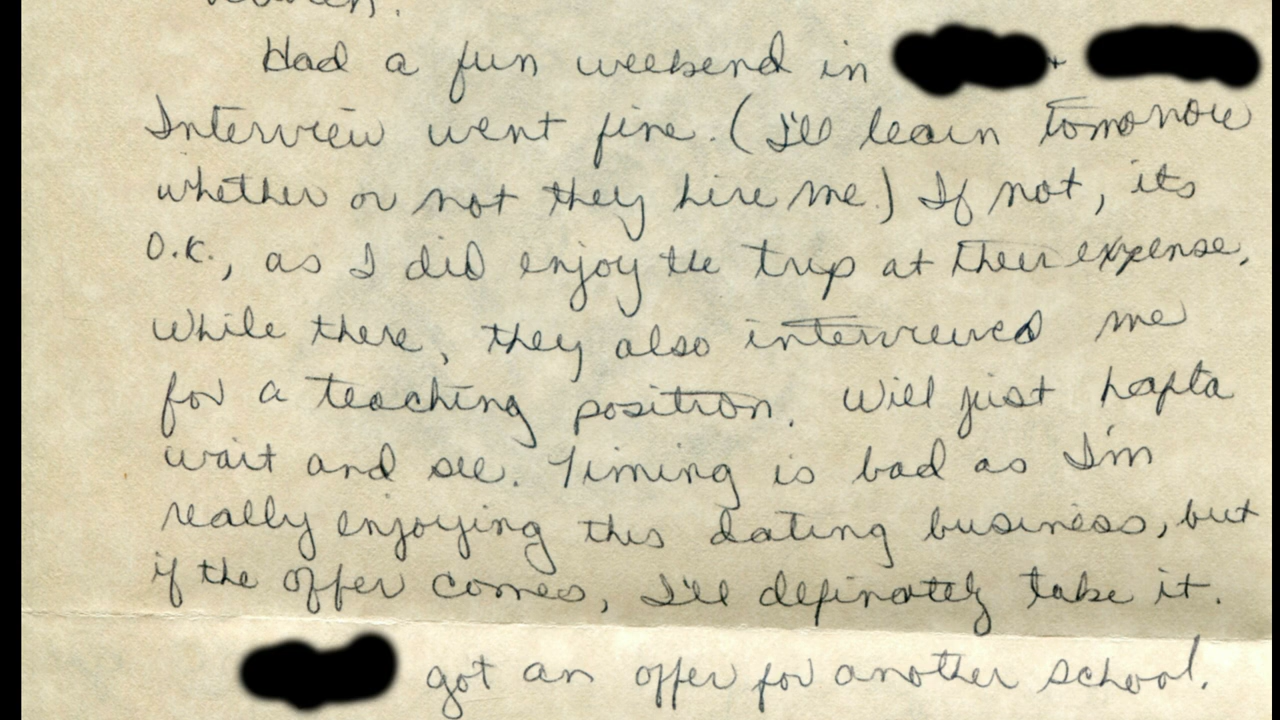 Had a fun weekend in +
Interview went fine. (I'll learn tomorrow
whether or not they hire me.) If not, its
O.K., as I did enjoy the trip at their expense,
While there, they also interviewed me
for a teaching position. Will just hafta
wait and see. Timing is bad as I'm
really enjoying this dating business, but
if the offer comes, I'll definately take it.
got an offer for another school.